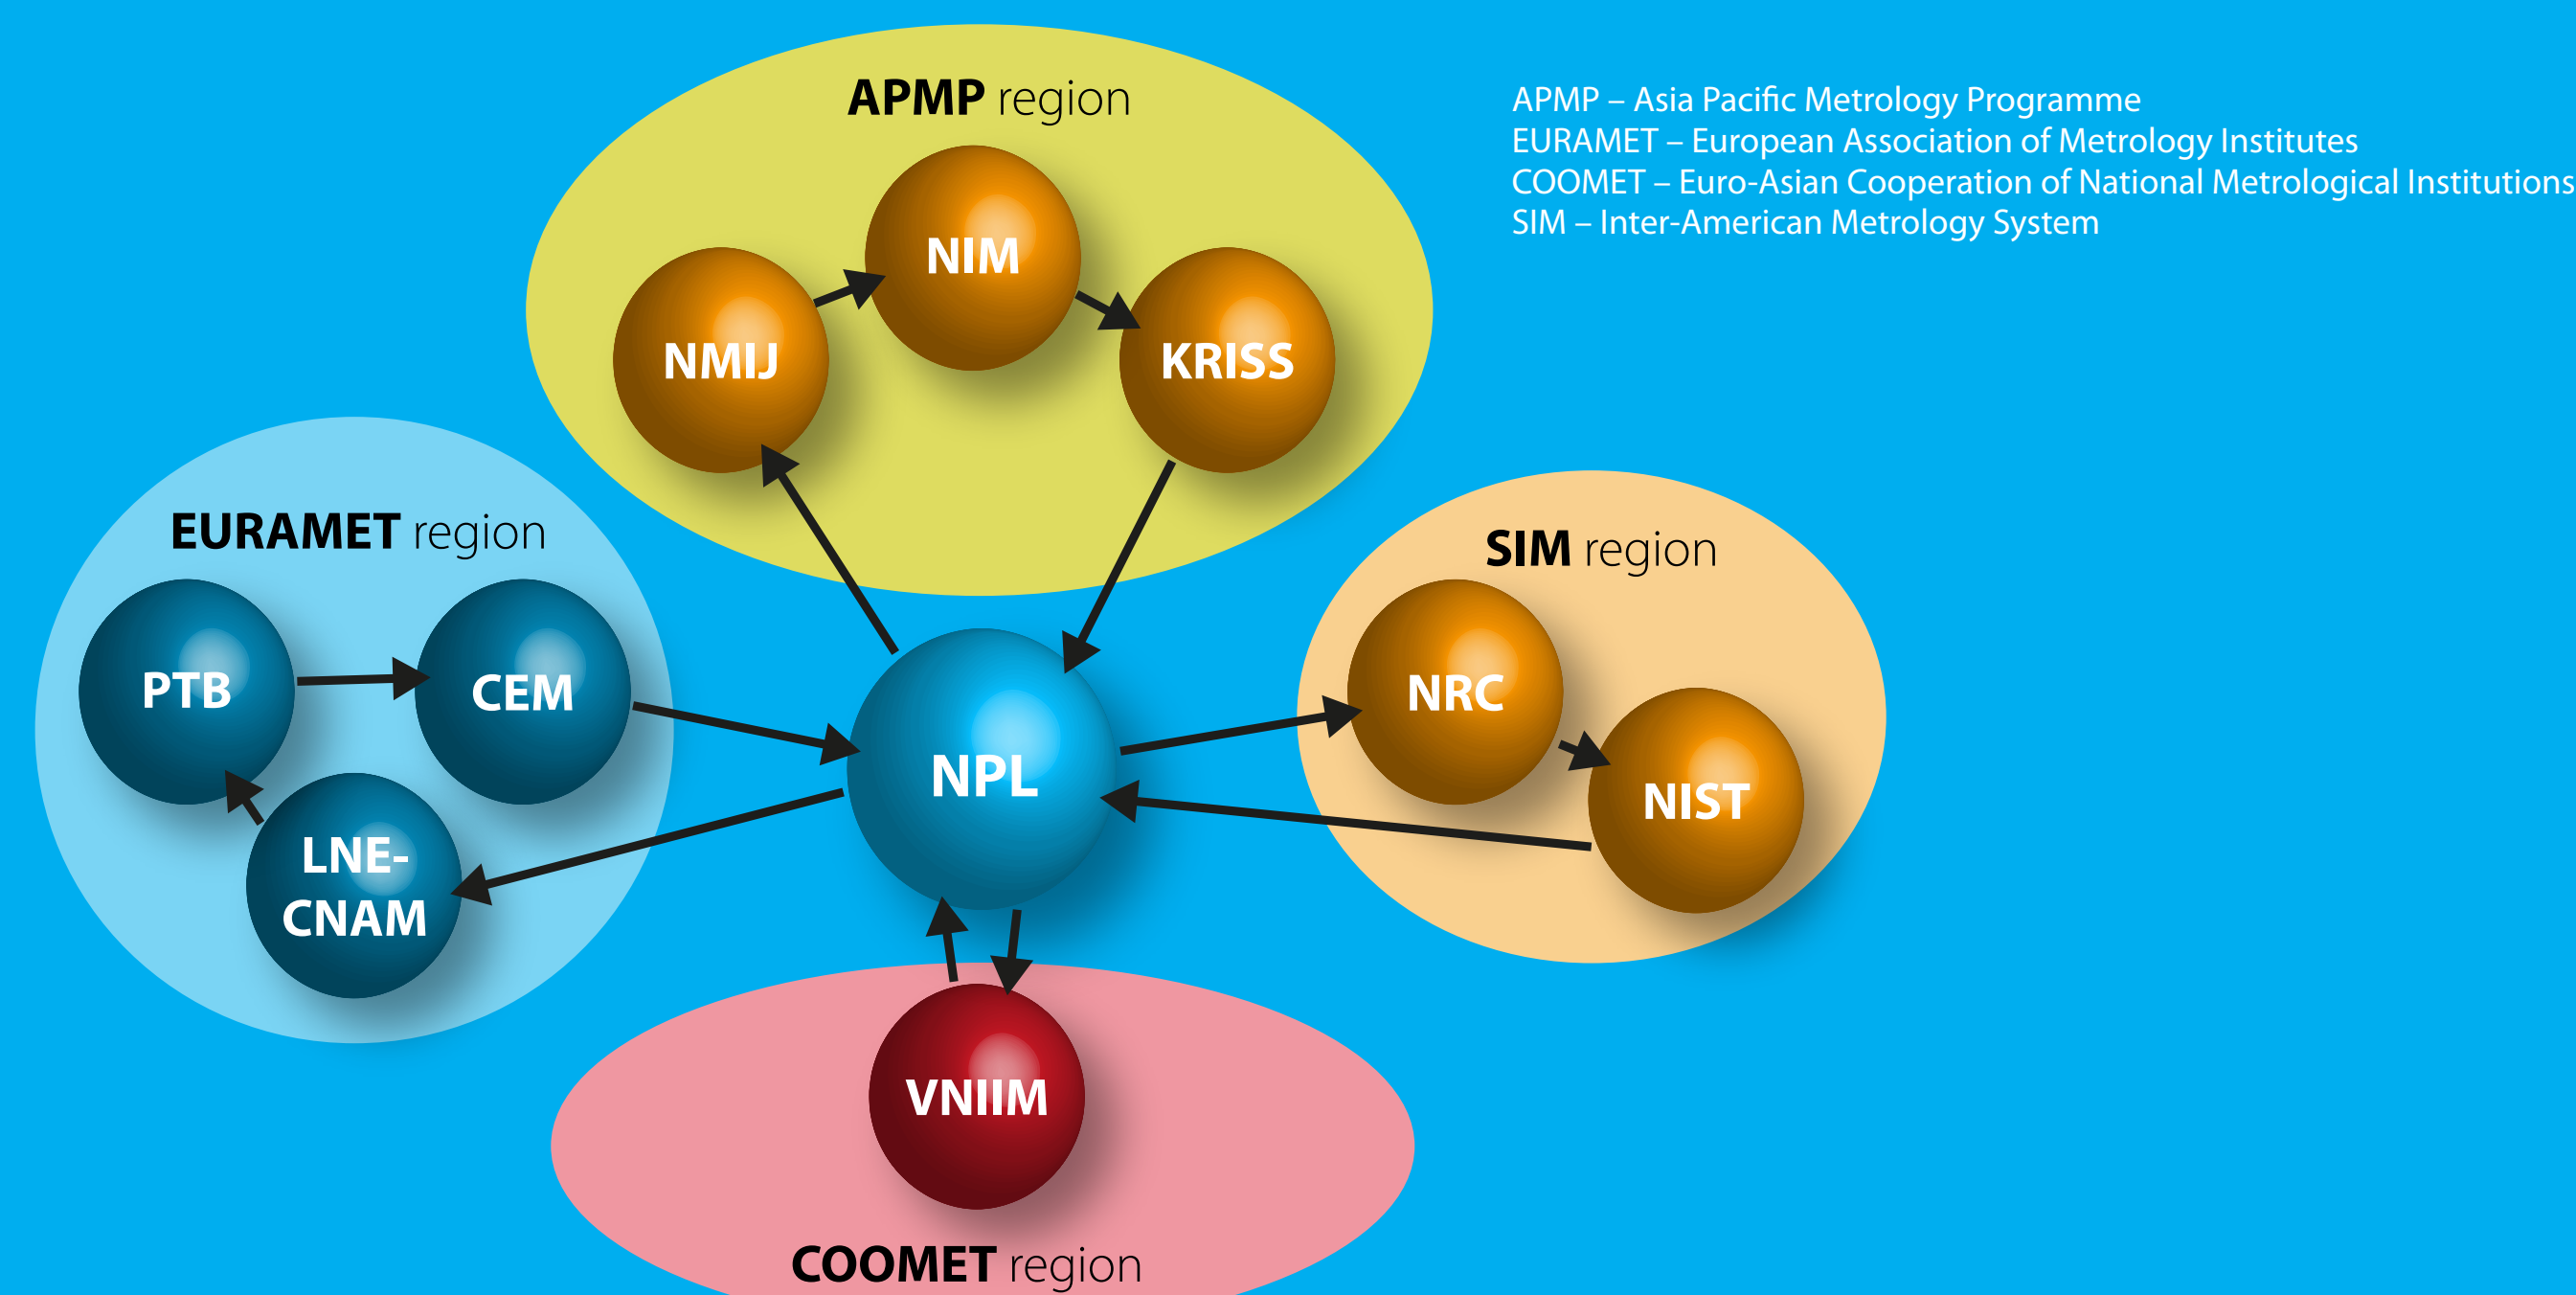 APMP region
APMP – Asia Pacific Metrology Programme
EURAMET – European Association of Metrology Institutes
COOMET – Euro-Asian Cooperation of National Metrological Institutions
SIM – Inter-American Metrology System
NIM
NMIJ
KRISS
EURAMET region
SIM region
PTB
CEM
NRC
NPL
NIST
LNE-
CNAM
VNIIM
COOMET region